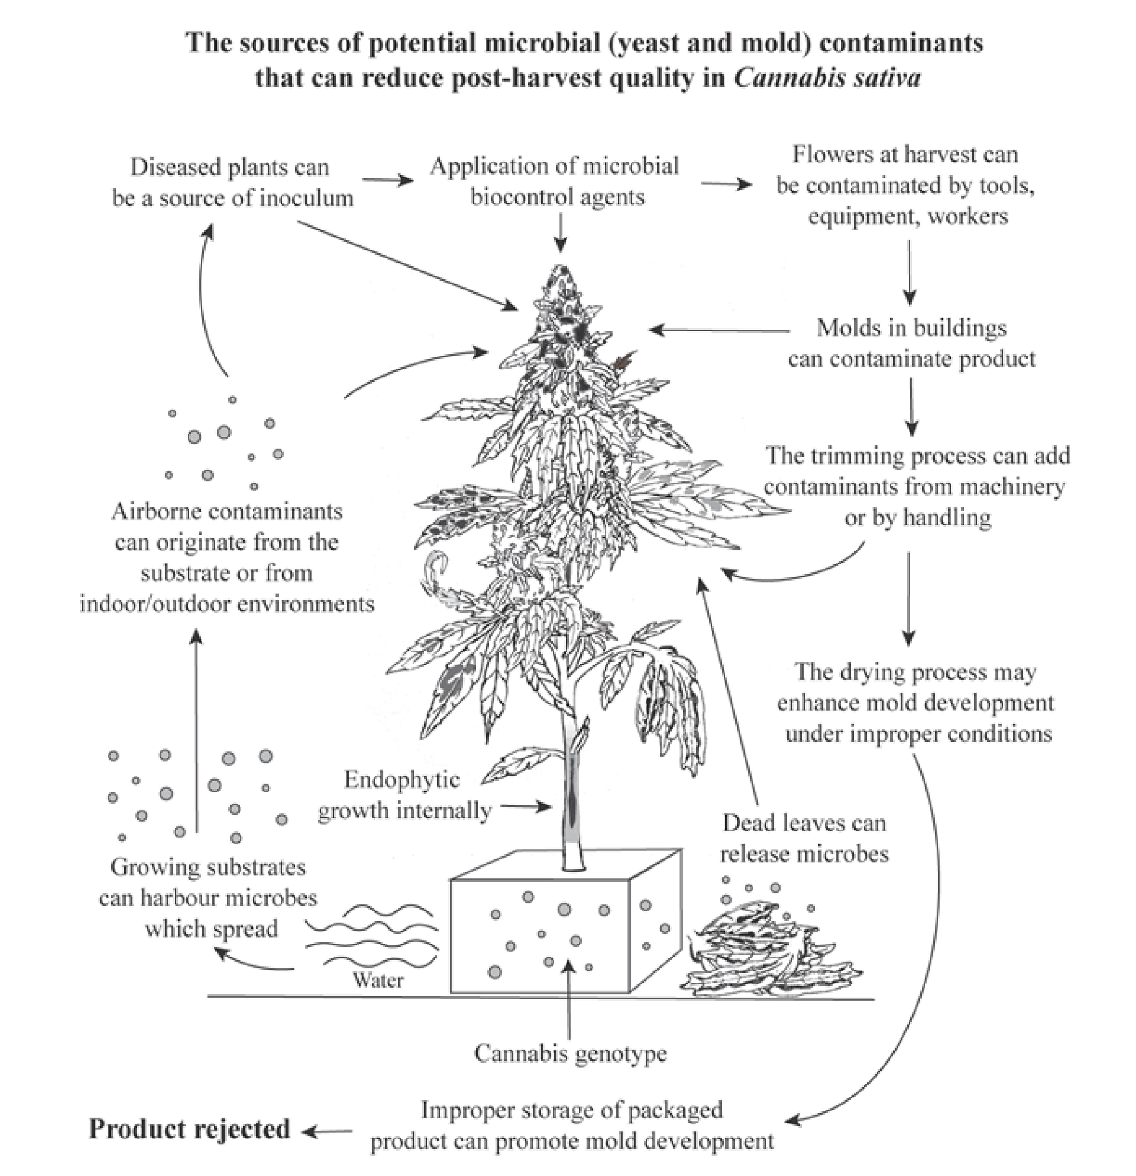 The sources of potential microbial (yeast and mold) contaminants
that can reduce post-harvest quality in Cannabis sativa
Diseased plants can
be a source of inoculum
Application of microbial
biocontrol agents
Flowers at harvest can
be contaminated by tools,
equipment, workers
Molds in buildings
can contaminate product
The trimming process can add
contaminants from machinery
or by handling
Airborne contaminants
can originate from the
substrate or from
indoor/outdoor environments
The drying process may
enhance mold development
under improper conditions
Endophytic
growth internally
Dead leaves can
release microbes
Growing substrates
can harbour microbes
which spread
Water
Cannabis genotype
Improper storage of packaged
product can promote mold development
Product rejected